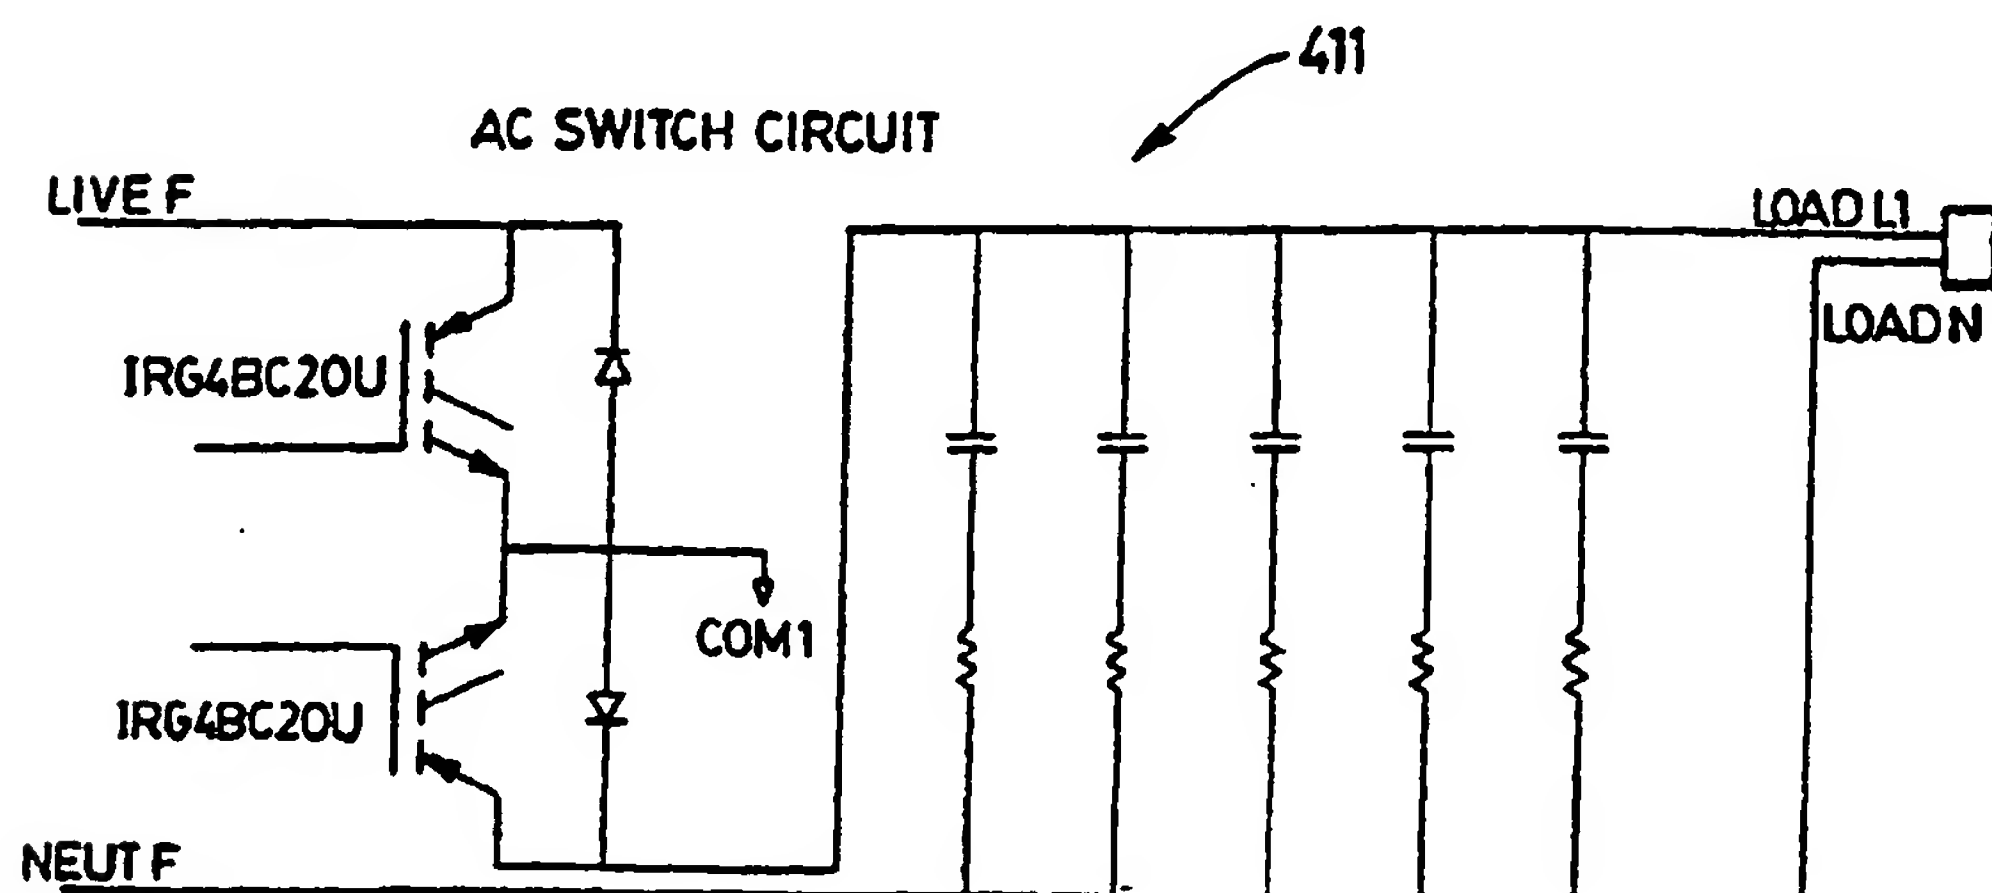 411
AC SWITCH CIRCUIT
LIVE F
LOAD L1
LOAD N
IRG4BC20U
COM1
IRG4BC20U
NEUT F